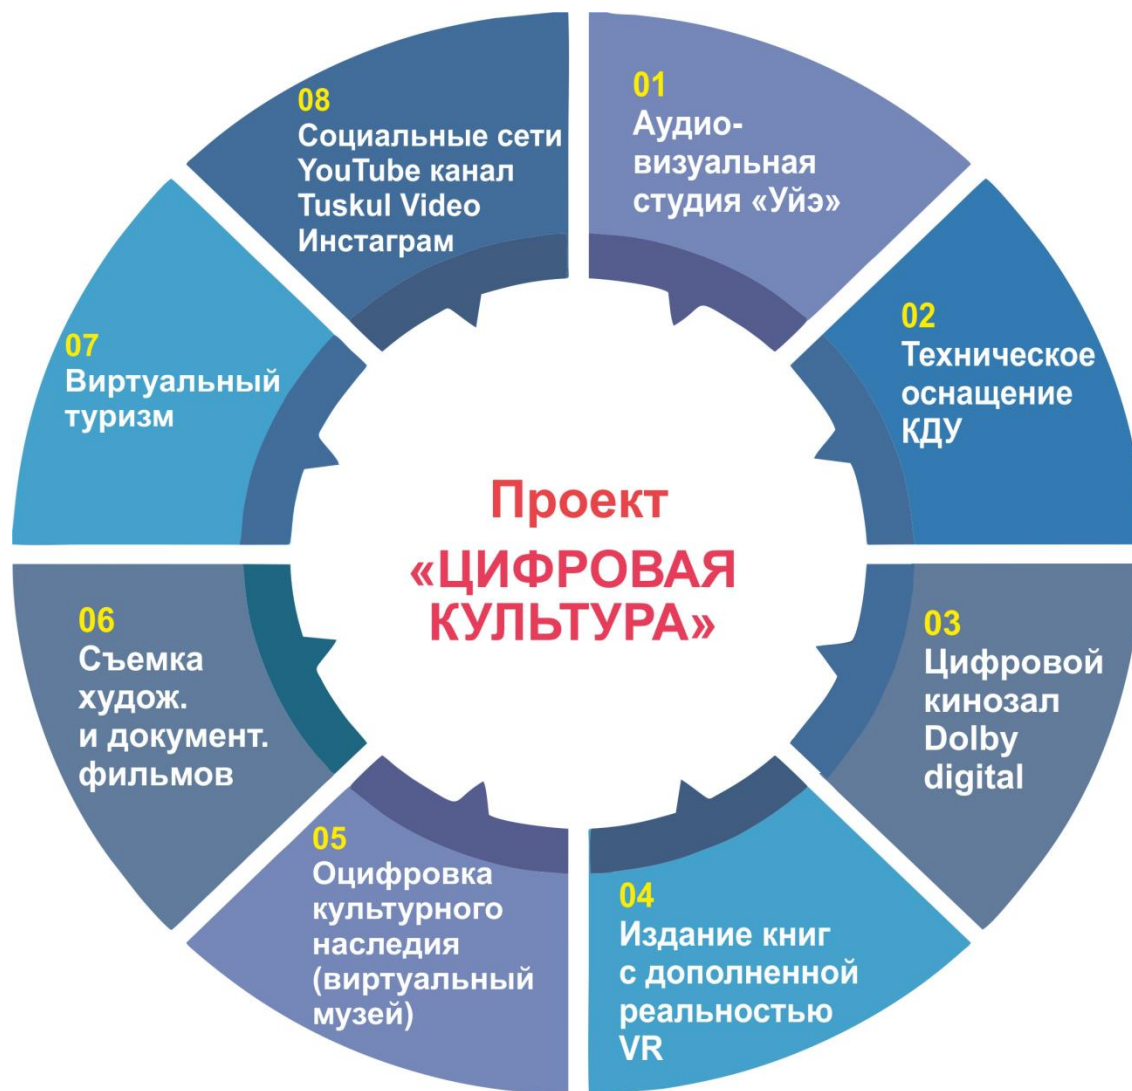 Проект
«ЦИФРОВАЯ
КУЛЬТУРА»
01
Аудио-
визуальная
студия «Уйэ»
02
Техническое
оснащение
КДУ
03
Цифровой
кинозал
Dolby
digital
04
Издание книг
с дополненной
реальностью
VR
05
Оцифровка
культурного
наследия
(виртуальный
музей)
06
Съемка
худож.
и документ.
фильмов
07
Виртуальный
туризм
08
Социальные сети
YouTube канал
Tuskul Video
Инстаграм